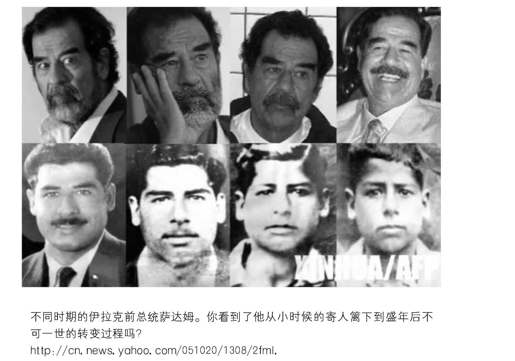 XINHUA/AFP
不同时期的伊拉克前总统萨达姆。你看到了他从小时候的寄人篱下到盛年后不
可一世的转变过程吗?
http://cn.news.yahoo.com/051020/1308/2fml.